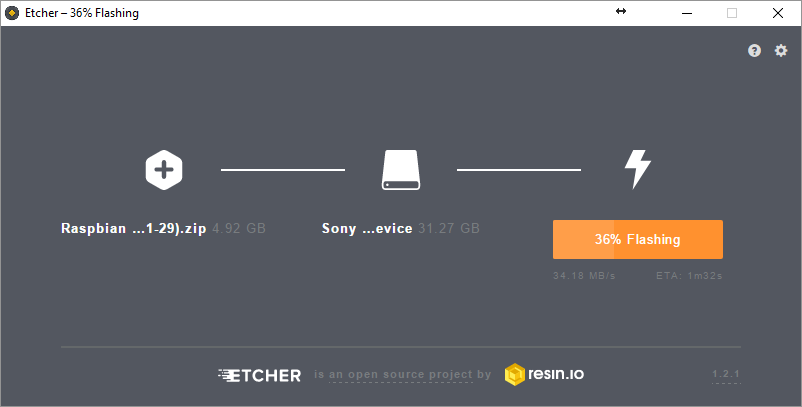 Etcher – 36% Flashing
Raspbian ...1-29).zip 4.92 GB
Sony ...evice 31.27 GB
36% Flashing
34.18 MB/s
ETA: 1m32s
ETCHER is an open source project by resin.io
1.2.1